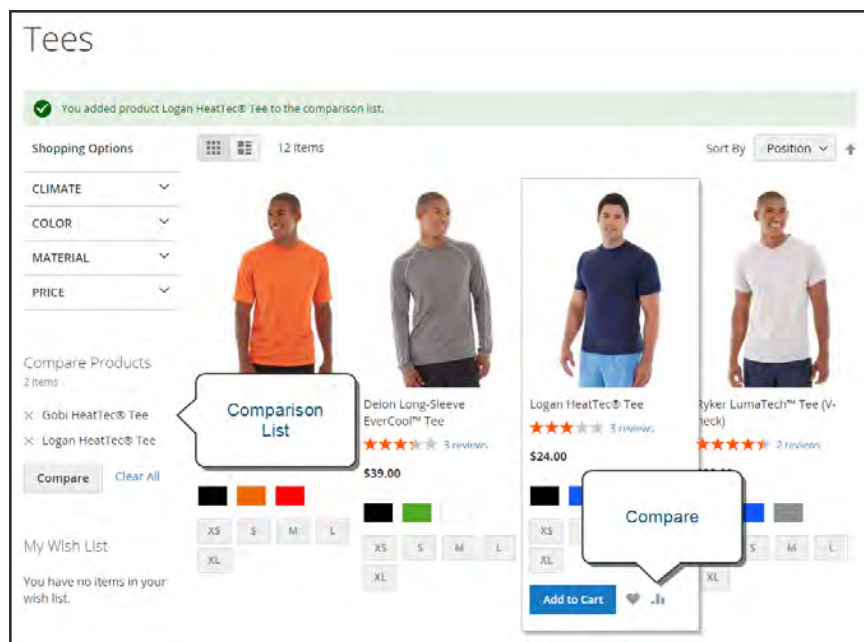 Tees
You added product Logan HeatTec® Tee to the comparison list.
Shopping Options
12 Items
Sort By
Position
CLIMATE
COLOR
MATERIAL
PRICE
Compare Products
2 items
× Gobi HeatTec® Tee
× Logan HeatTec® Tee
Compare
Clear All
My Wish List
You have no items in your
wish list.
Comparison
List
XS S M L
XL
Deion Long-Sleeve
EverCool™ Tee
3 reviews
$39.00
XS S M L
XL
Logan HeatTec® Tee
3 reviews
$24.00
XS
XL
Compare
Add to Cart
Ryker LumaTech™ Tee (V-
neck)
2 reviews
S M L
XL